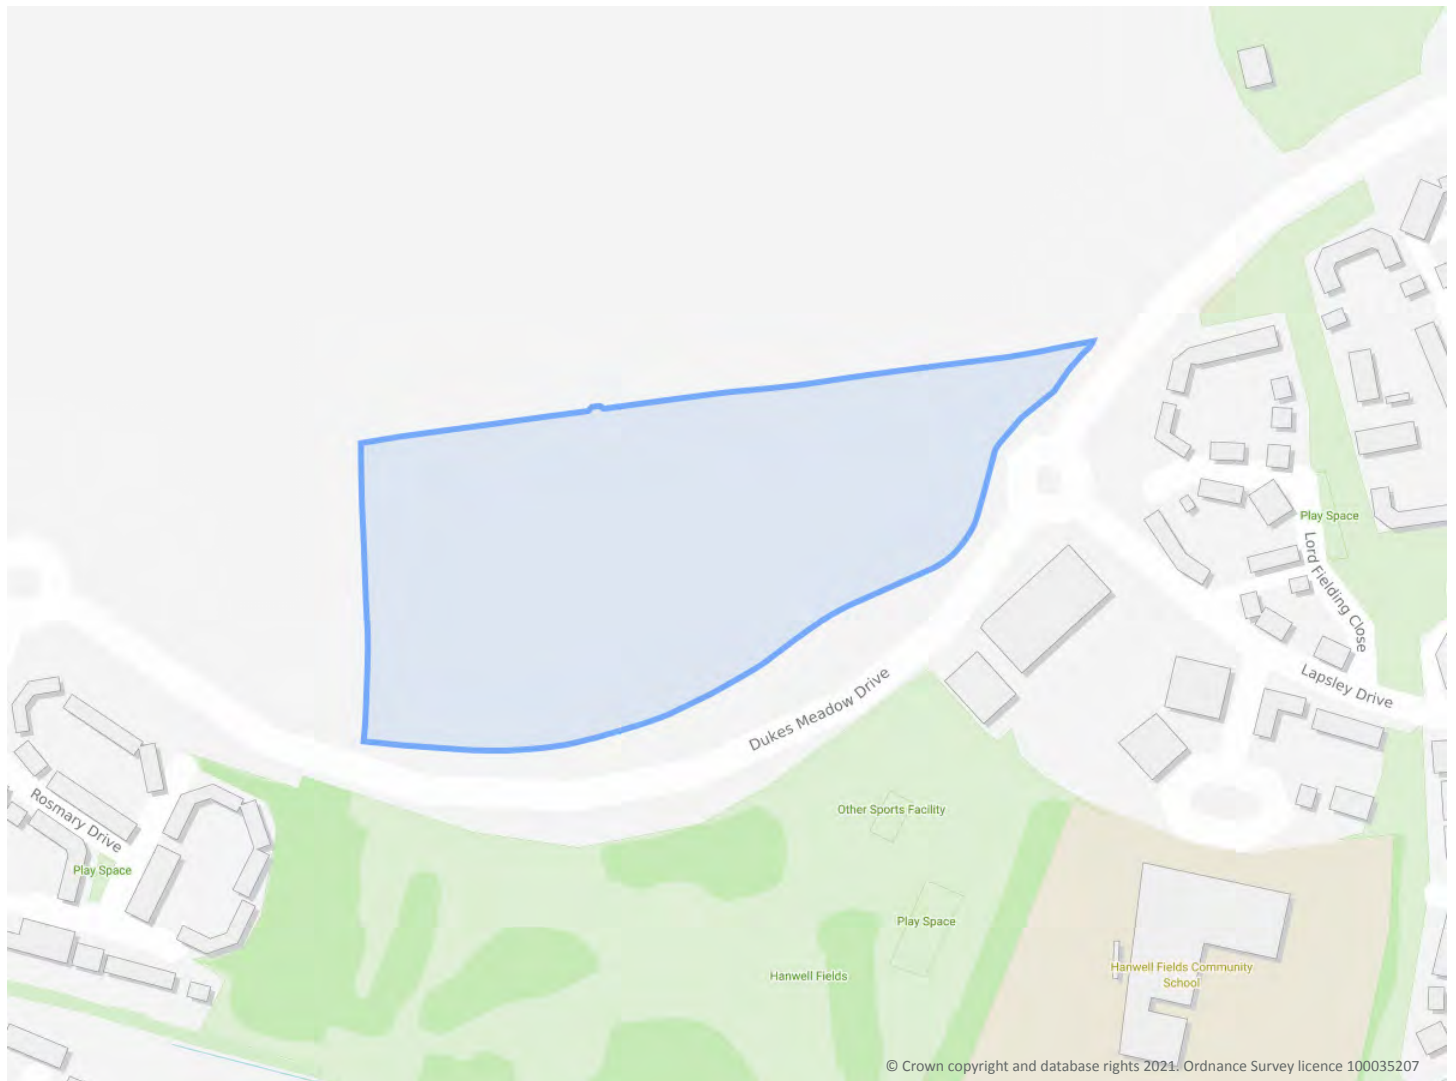 Play Space
Lord Fielding Close
Lapsley Drive
Dukes Meadow Drive
Rosmary Drive
Play Space
Other Sports Facility
Play Space
Hanwell Fields
Hanwell Fields Community
School
© Crown copyright and database rights 2021. Ordnance Survey licence 100035207